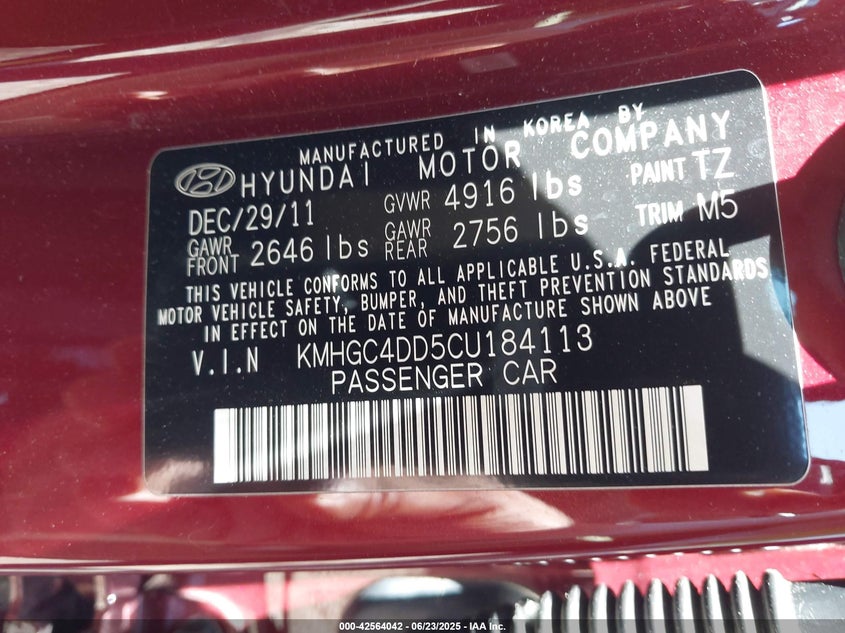 MANUFACTURED IN KOREA BY
HYUNDAI MOTOR COMPANY
DEC/29/11 GVWR 4916 lbs PAINT TZ
GAWR FRONT 2646 lbs GAWR REAR 2756 lbs TRIM M5
THIS VEHICLE CONFORMS TO ALL APPLICABLE U.S.A. FEDERAL
MOTOR VEHICLE SAFETY, BUMPER, AND THEFT PREVENTION STANDARDS
IN EFFECT ON THE DATE OF MANUFACTURE SHOWN ABOVE
V.I.N KMHGC4DD5CU184113
PASSENGER CAR
000-42564042 - 06/23/2025 - IAA Inc.